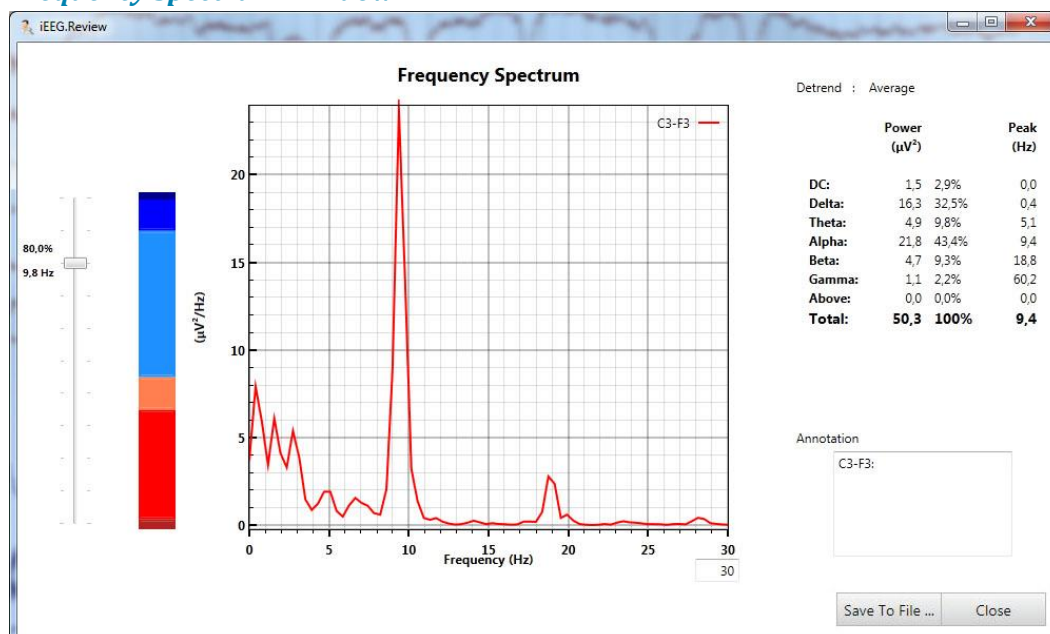 Frequency Spectrum Window
iEEG.Review
Frequency Spectrum
C3-F3
(µV²/Hz)
20
15
10
5
0
0 5 10 15 20 25 30
Frequency (Hz)
30
80,0%
9,8 Hz
Detrend : Average
Power Peak
(µV²) (Hz)
DC: 1,5 2,9% 0,0
Delta: 16,3 32,5% 0,4
Theta: 4,9 9,8% 5,1
Alpha: 21,8 43,4% 9,4
Beta: 4,7 9,3% 18,8
Gamma: 1,1 2,2% 60,2
Above: 0,0 0,0% 0,0
Total: 50,3 100% 9,4
Annotation
C3-F3:
Save To File ... Close